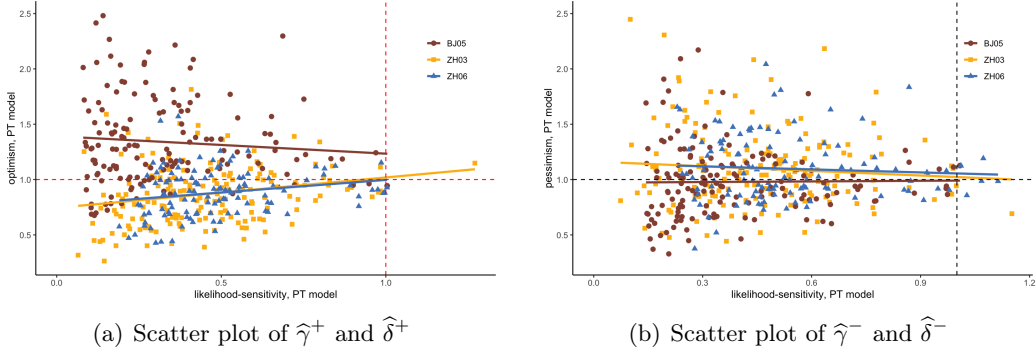 2.5
2.0
1.5
1.0
0.5
optimism, PT model
BJ05
ZH03
ZH06
0.0
0.5
1.0
likelihood-sensitivity, PT model
(a) Scatter plot of γ̂⁺ and δ̂⁺
2.5
2.0
1.5
1.0
0.5
pessimism, PT model
BJ05
ZH03
ZH06
0.0
0.3
0.6
0.9
1.2
likelihood-sensitivity, PT model
(b) Scatter plot of γ̂⁻ and δ̂⁻